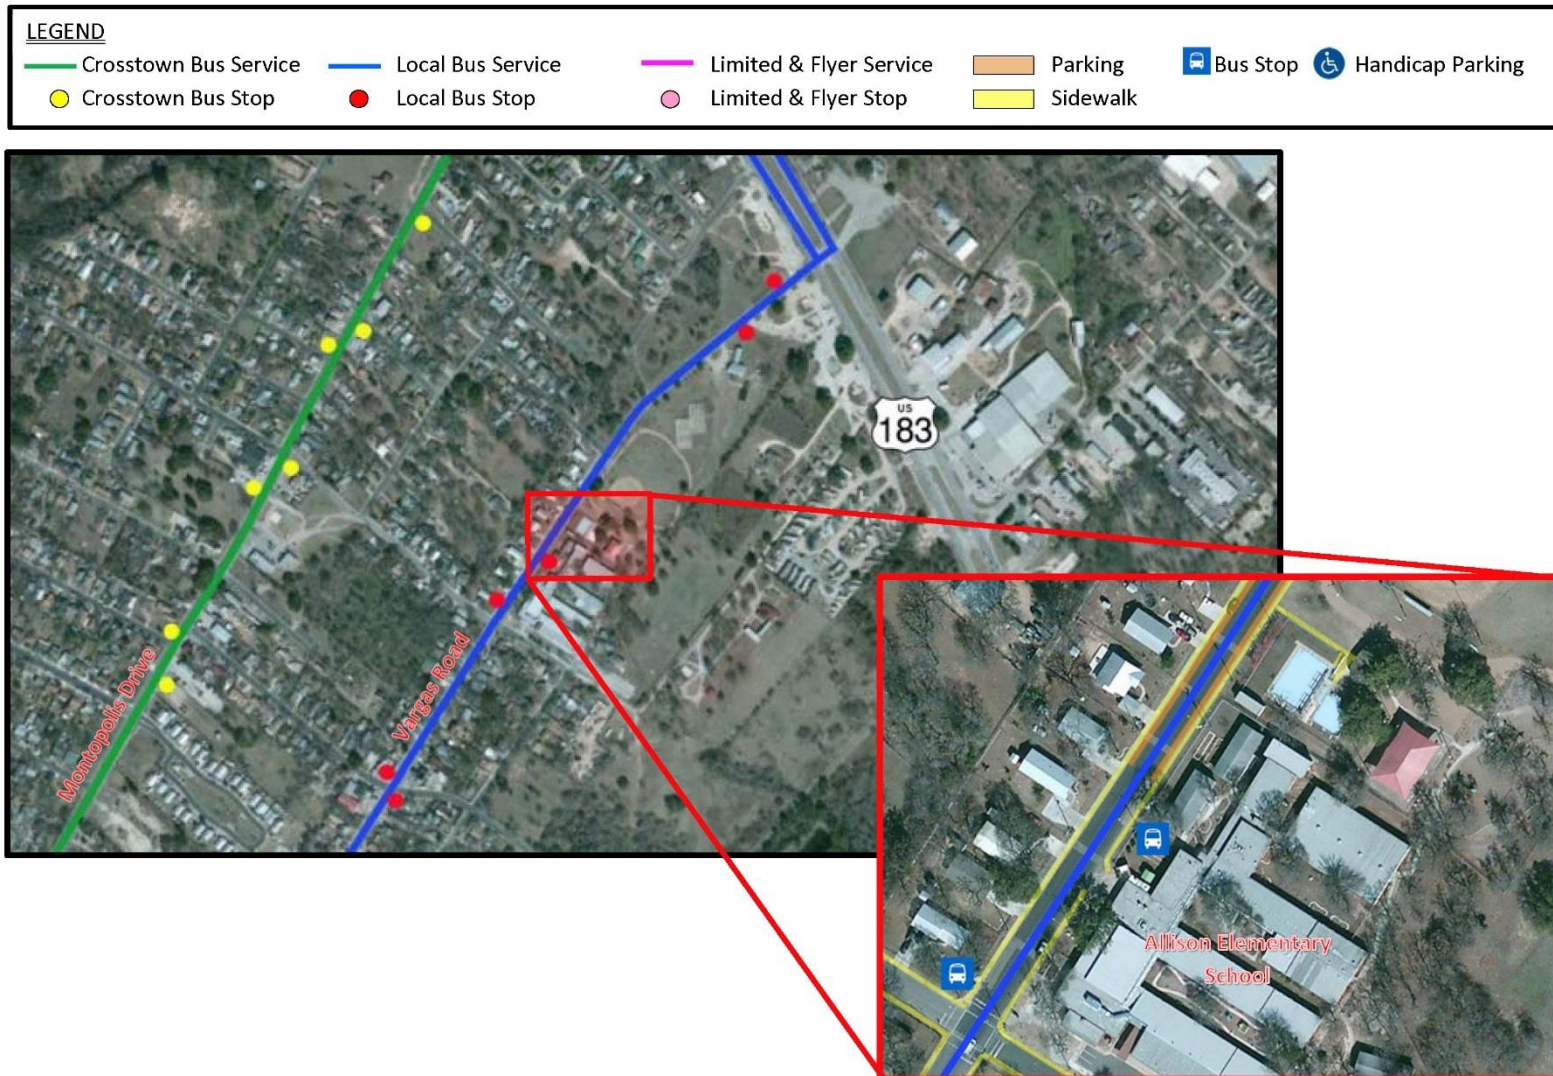 LEGEND
Crosstown Bus Service
Local Bus Service
Limited & Flyer Service
Parking
Bus Stop
Handicap Parking
Crosstown Bus Stop
Local Bus Stop
Limited & Flyer Stop
Sidewalk
US
183
Montopolis Drive
Vargas Road
Allison Elementary
School